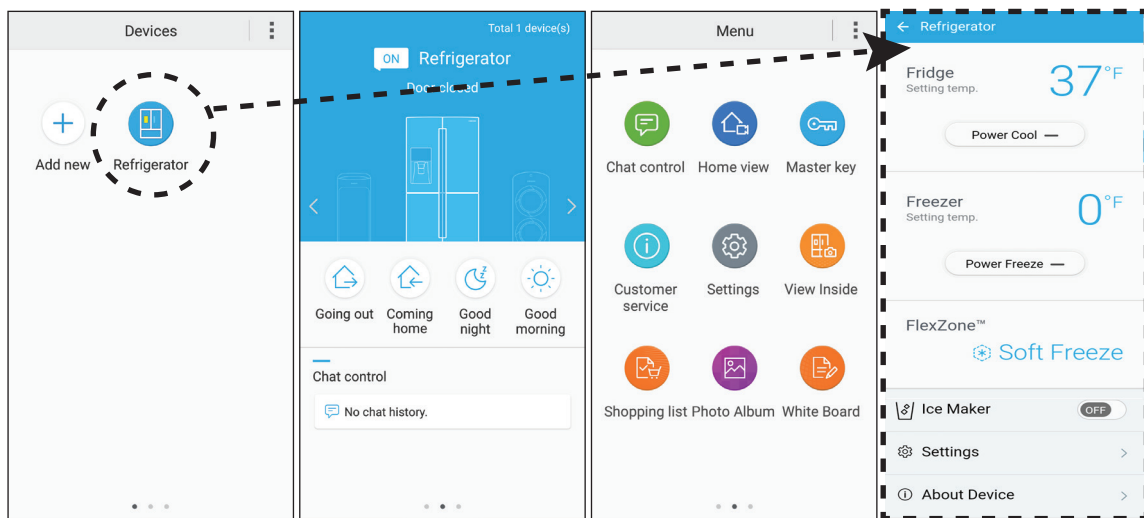 Devices
Add new
Refrigerator
Total 1 device(s)
ON Refrigerator
Door closed
Going out
Coming home
Good night
Good morning
Chat control
No chat history.
Menu
Chat control
Home view
Master key
Customer service
Settings
View Inside
Shopping list
Photo Album
White Board
Refrigerator
Fridge
Setting temp.
37°F
Power Cool
Freezer
Setting temp.
0°F
Power Freeze
FlexZone™
Soft Freeze
Ice Maker
OFF
Settings
About Device